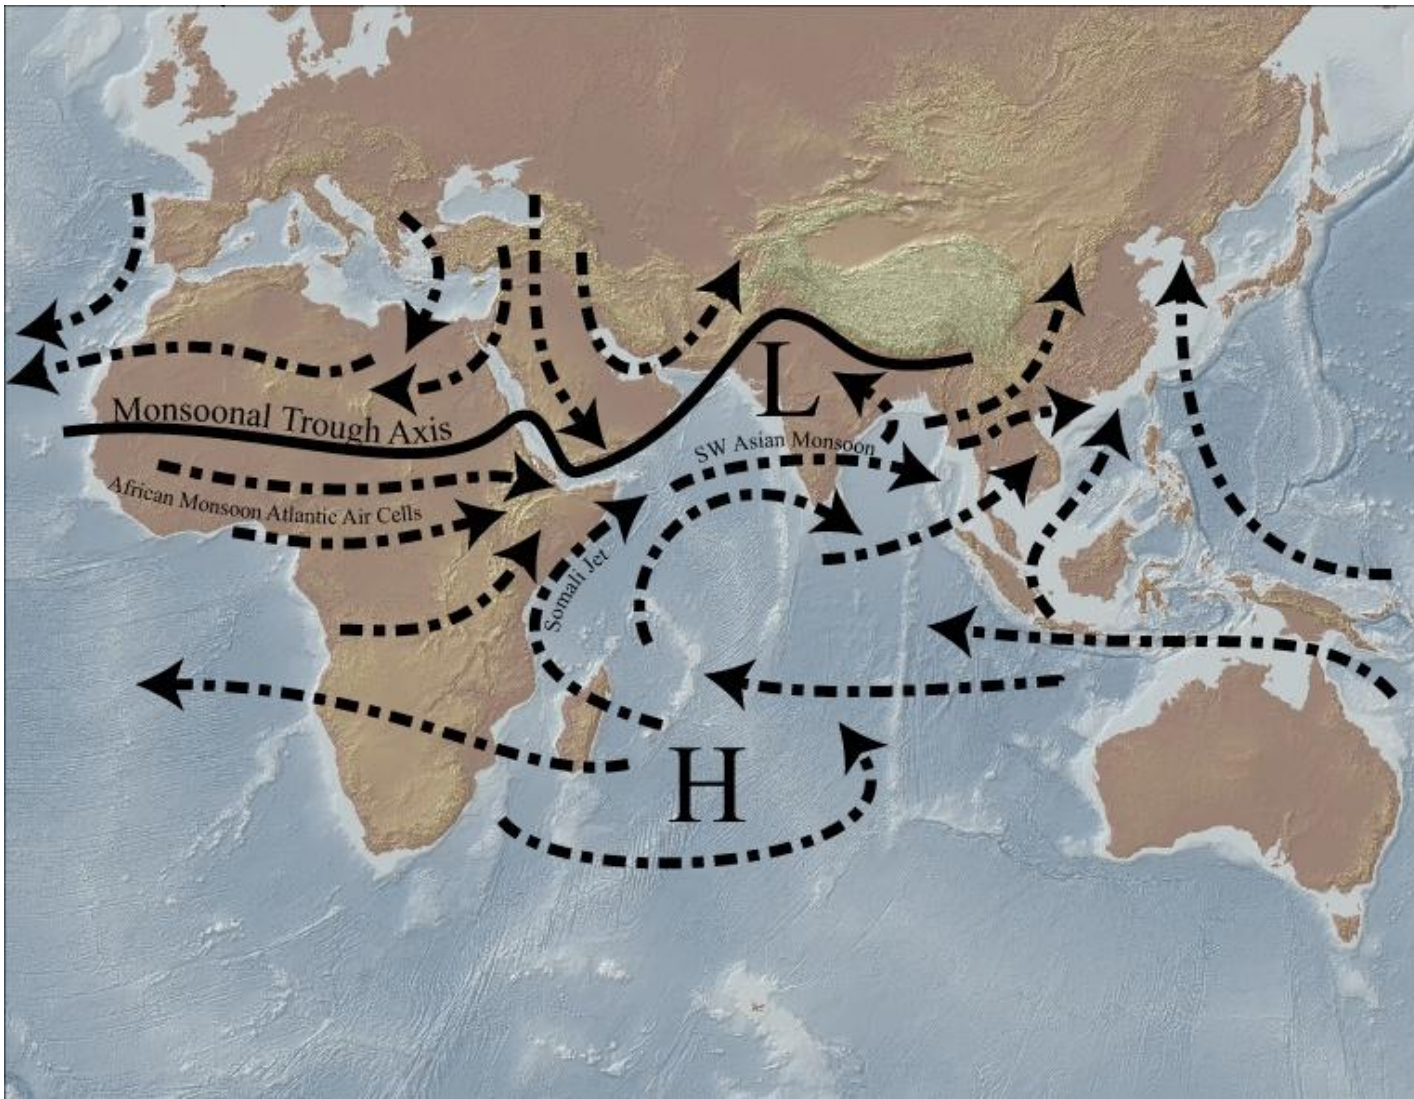 L
Monsoonal Trough Axis
SW Asian Monsoon
African Monsoon Atlantic Air Cells
Somali Jet
H